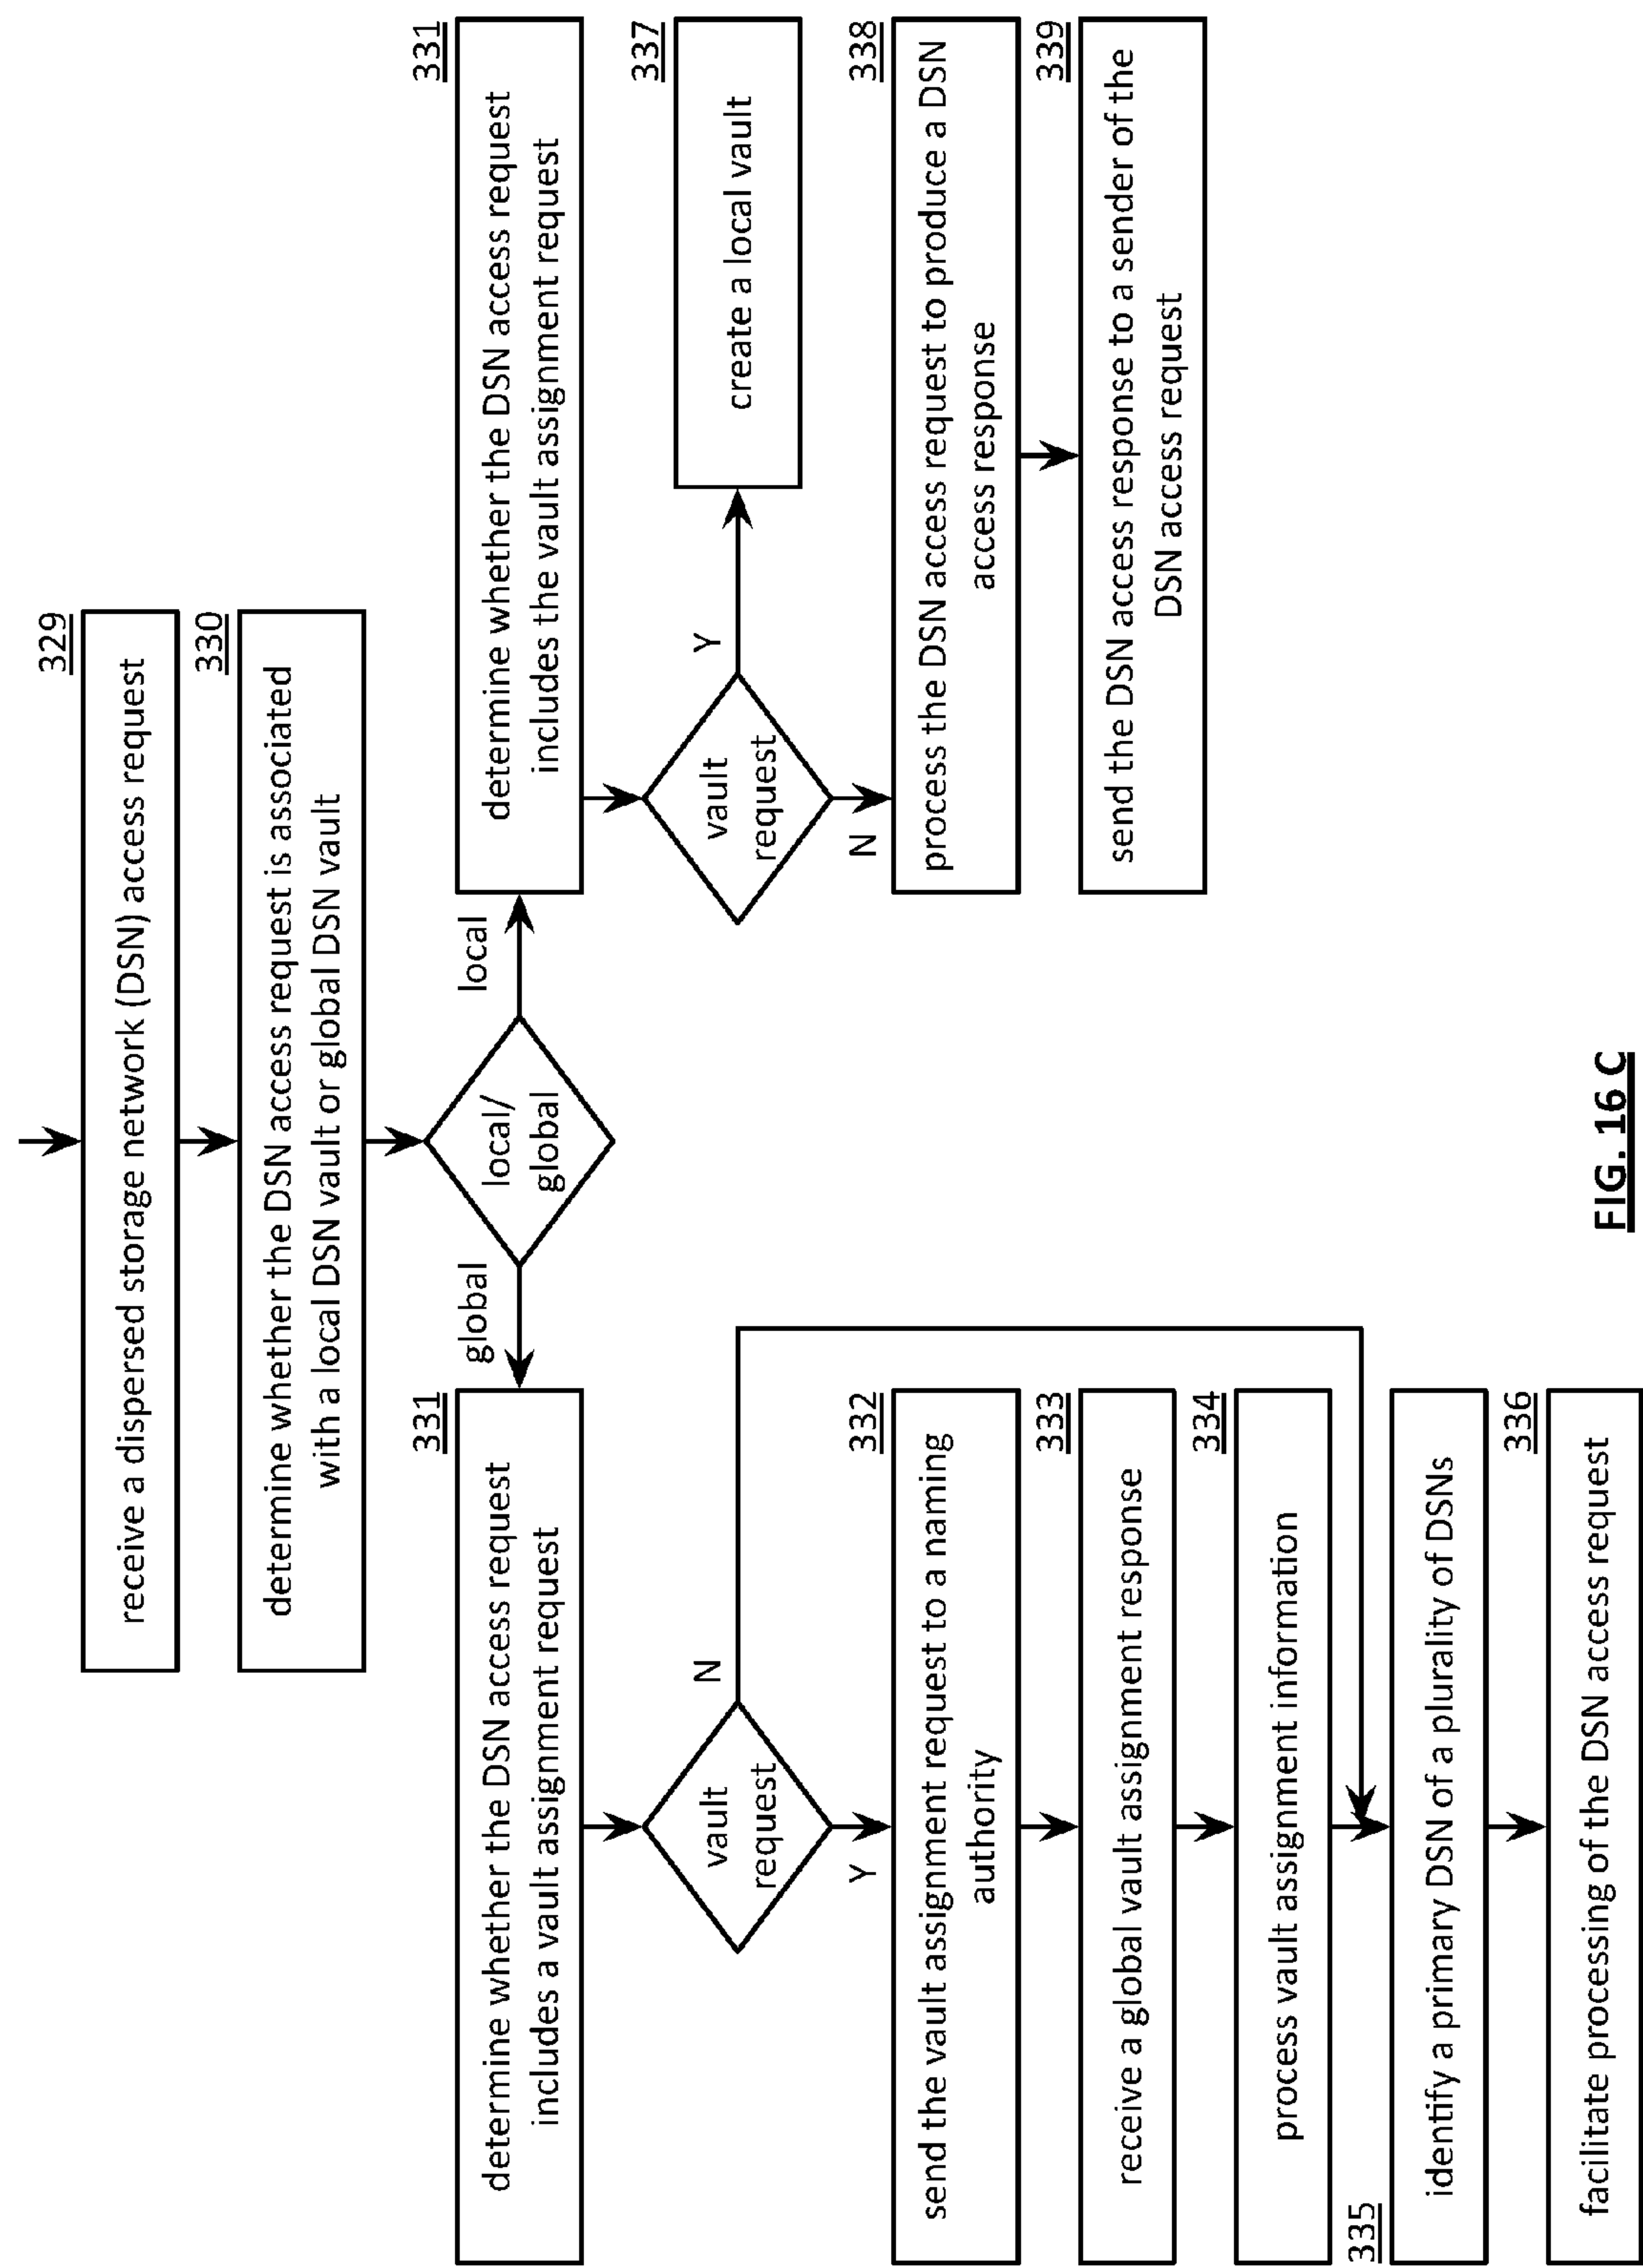 329
receive a dispersed storage network (DSN) access request
330
determine whether the DSN access request is associated
with a local DSN vault or global DSN vault
local/
global
global
local
331
determine whether the DSN access request
includes a vault assignment request
vault
request
N
Y
332
send the vault assignment request to a naming
authority
333
receive a global vault assignment response
334
process vault assignment information
335
identify a primary DSN of a plurality of DSNs
336
facilitate processing of the DSN access request
331
determine whether the DSN access request
includes the vault assignment request
vault
request
Y
N
337
create a local vault
338
process the DSN access request to produce a DSN
access response
339
send the DSN access response to a sender of the
DSN access request
FIG. 16 C